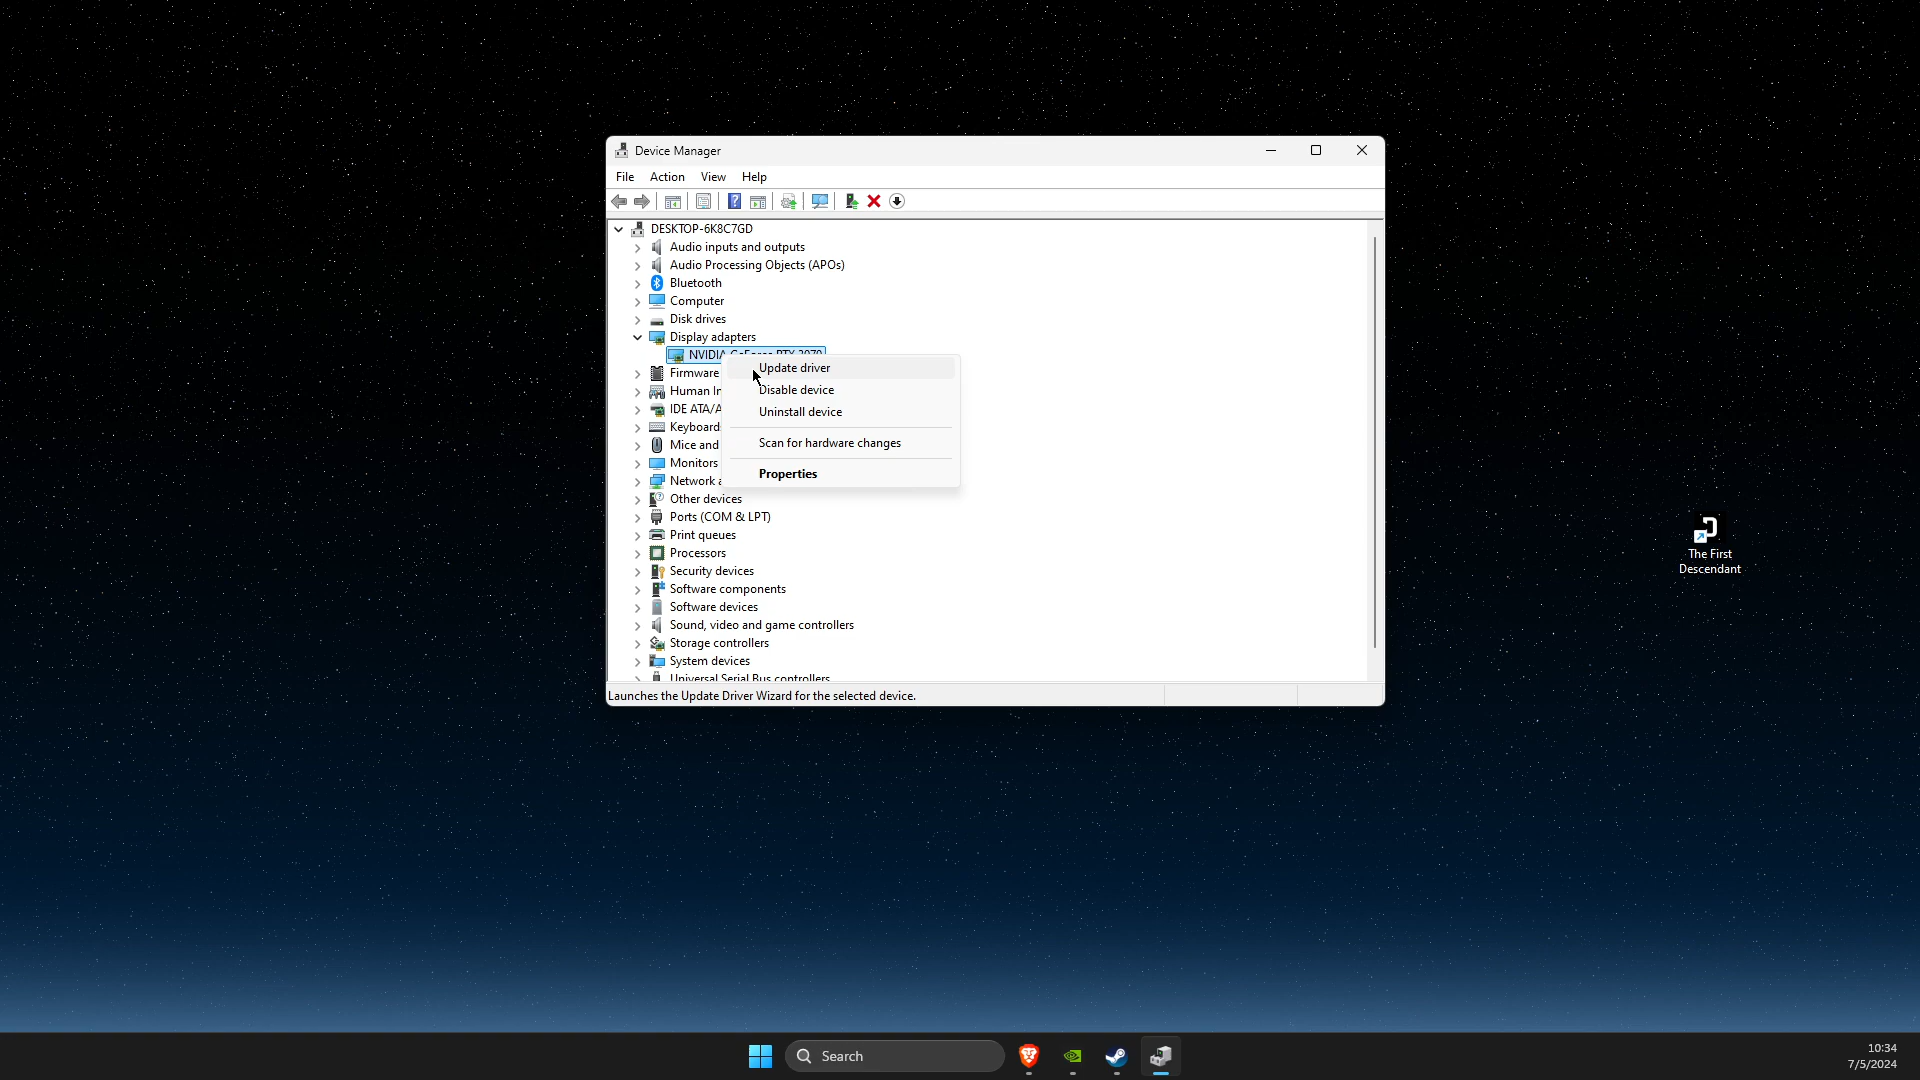 Device Manager
File Action View Help
DESKTOP-6K8C7GD
Audio inputs and outputs
Audio Processing Objects (APOs)
Bluetooth
Computer
Disk drives
Display adapters
NVIDIA
Firmware
Update driver
Human
Disable device
IDE ATA/A
Uninstall device
Keyboard
Mice and
Scan for hardware changes
Monitors
Network
Properties
Other devices
Ports (COM & LPT)
Print queues
Processors
Security devices
Software components
Software devices
Sound, video and game controllers
Storage controllers
System devices
Universal Serial Bus controllers
Launches the Update Driver Wizard for the selected device.
The First
Descendant
Search
10:34
7/5/2024